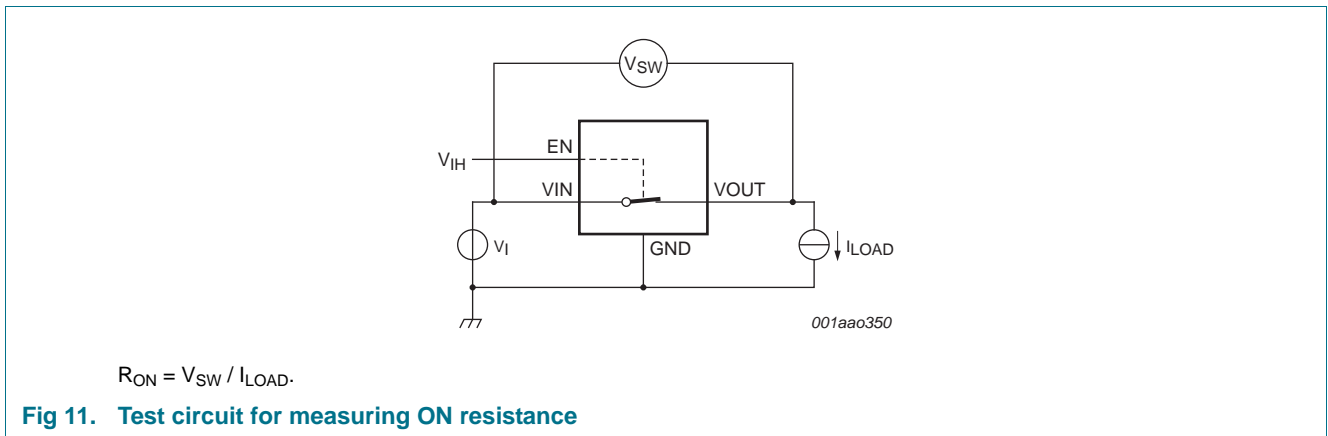 VSW
EN
VIH
VIN
VOUT
VI
GND
ILOAD
001aao350
RON = VSW / ILOAD.
Fig 11. Test circuit for measuring ON resistance